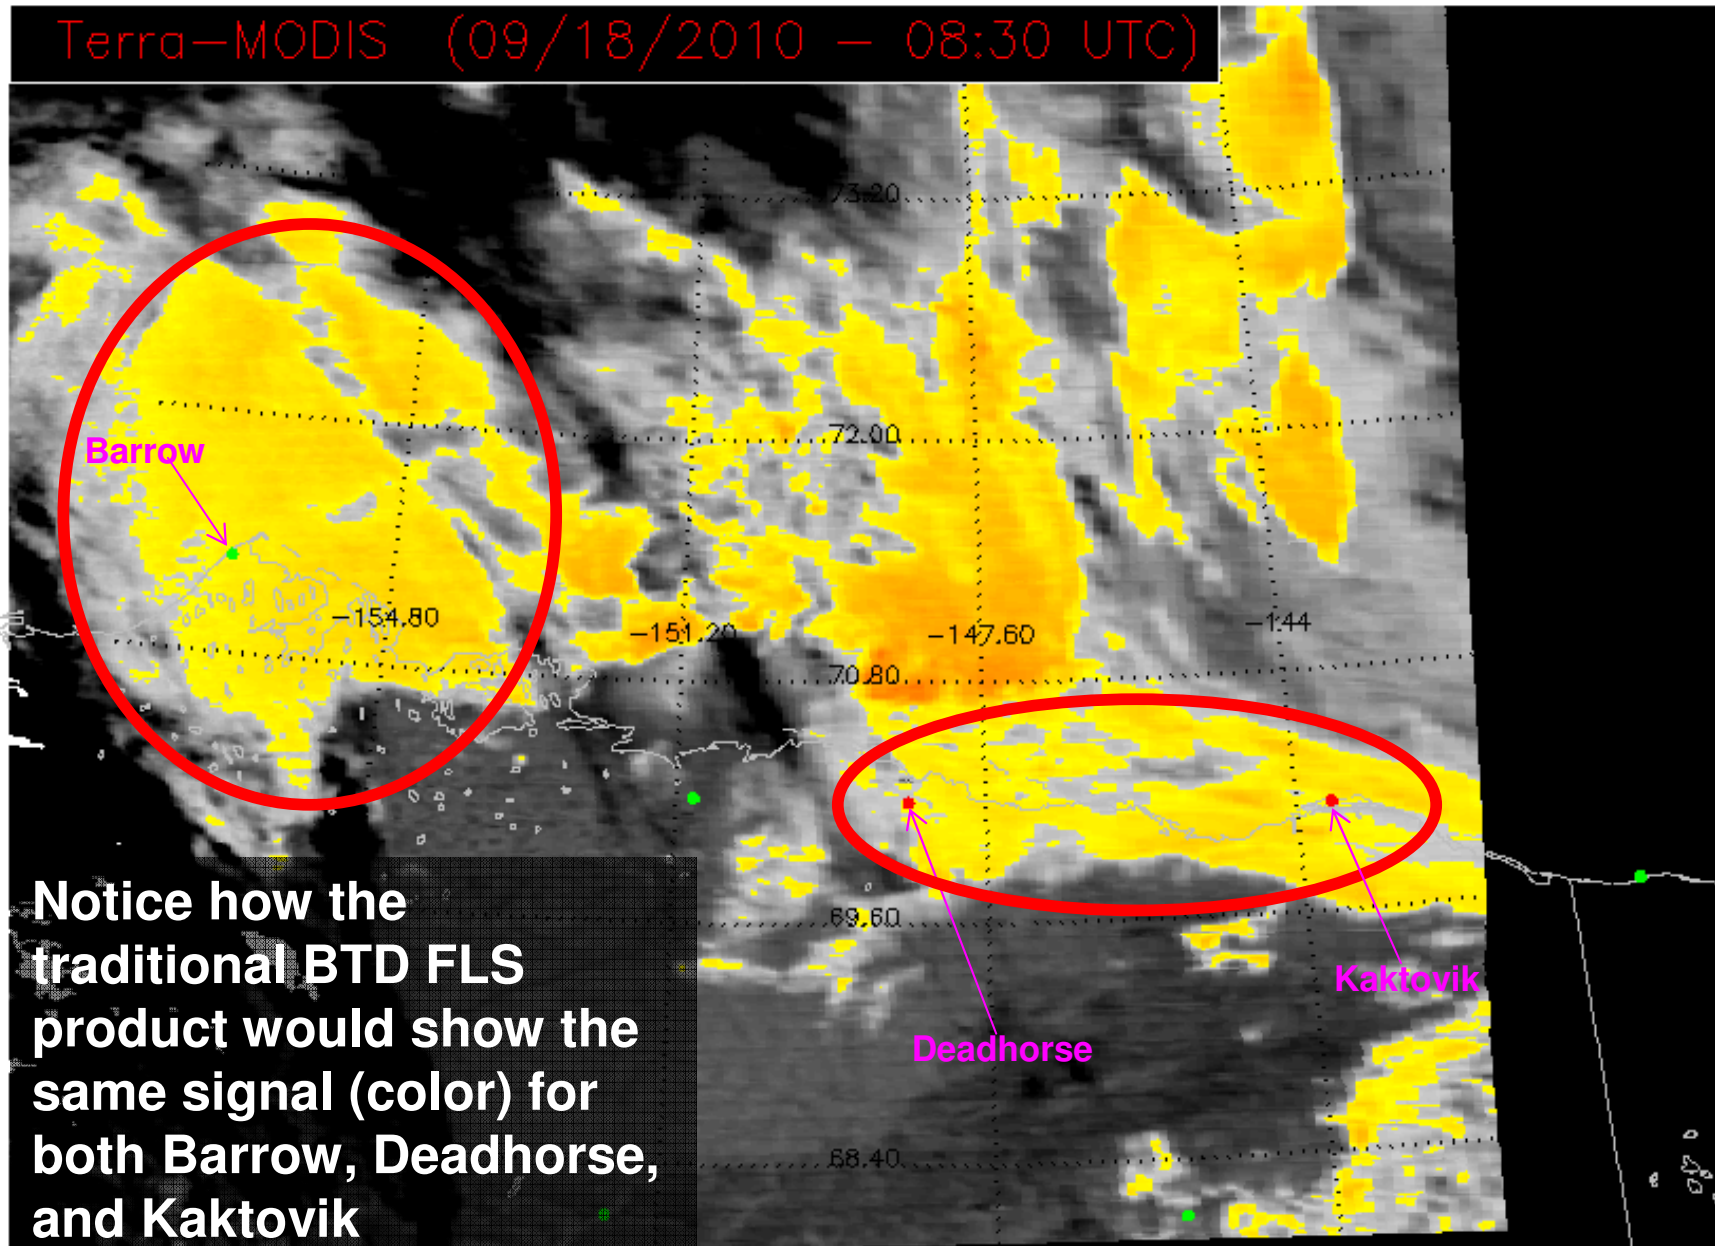 Terra-MODIS (09/18/2010 - 08:30 UTC)
73.20
72.00
Barrow
-154.80
-151.20
-147.60
-144
70.80
69.60
Kaktovik
Deadhorse
68.40
Notice how the
traditional BTD FLS
product would show the
same signal (color) for
both Barrow, Deadhorse,
and Kaktovik